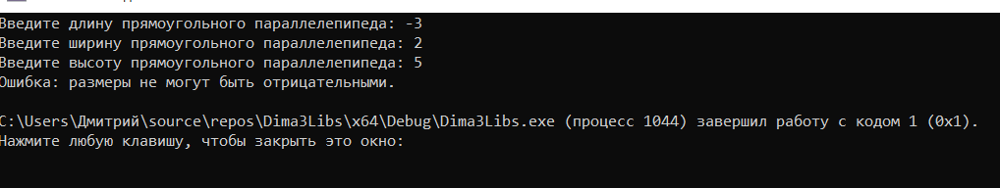 Введите длину прямоугольного параллелепипеда: -3
Введите ширину прямоугольного параллелепипеда: 2
Введите высоту прямоугольного параллелепипеда: 5
Ошибка: размеры не могут быть отрицательными.
C:\Users\Дмитрий\source\repos\Dima3Libs\x64\Debug\Dima3Libs.exe (процесс 1044) завершил работу с кодом 1 (0x1).
Нажмите любую клавишу, чтобы закрыть это окно: